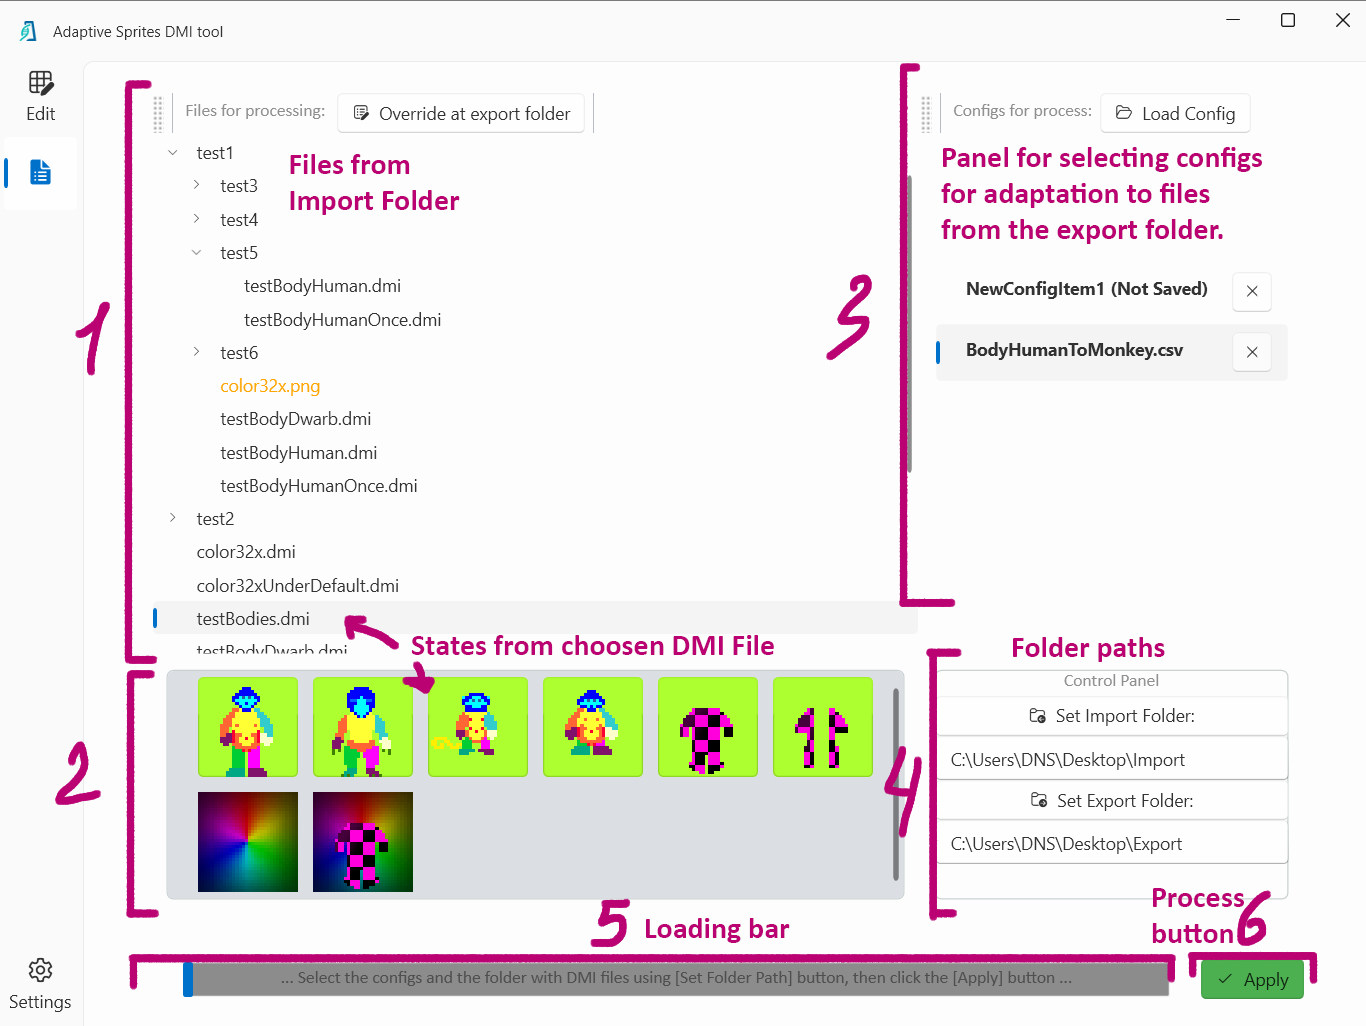 Adaptive Sprites DMI tool
Edit
Files for processing:
Override at export folder
Configs for process:
Load Config
test1
Files from
Import Folder
test3
test4
test5
testBodyHuman.dmi
testBodyHumanOnce.dmi
test6
color32x.png
testBodyDwarb.dmi
testBodyHuman.dmi
testBodyHumanOnce.dmi
test2
color32x.dmi
color32xUnderDefault.dmi
testBodies.dmi
testBodyDwarb.dmi
1
Panel for selecting configs
for adaptation to files
from the export folder.
NewConfigItem1 (Not Saved)
BodyHumanToMonkey.csv
3
States from choosen DMI File
2
Folder paths
Control Panel
Set Import Folder:
C:\Users\DNS\Desktop\Import
Set Export Folder:
C:\Users\DNS\Desktop\Export
4
5
Loading bar
Process
button
6
... Select the configs and the folder with DMI files using [Set Folder Path] button, then click the [Apply] button ...
Apply
Settings